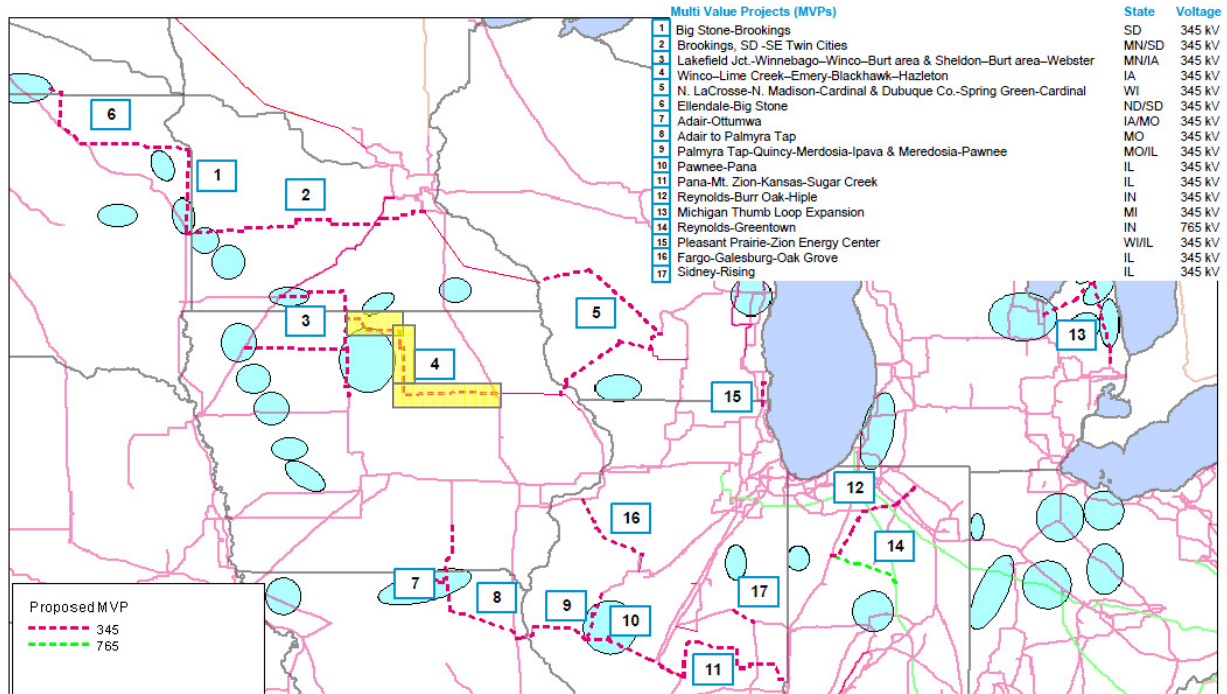 Multi Value Projects (MVPs) State Voltage
1 Big Stone-Brookings SD 345 kV
2 Brookings, SD -SE Twin Cities MN/SD 345 kV
3 Lakefield Jct.-Winnebago–Winco–Burt area & Sheldon–Burt area–Webster MN/IA 345 kV
4 Winco–Lime Creek–Emery-Blackhawk–Hazleton IA 345 kV
5 N. LaCrosse-N. Madison-Cardinal & Dubuque Co.-Spring Green-Cardinal WI 345 kV
6 Ellendale-Big Stone ND/SD 345 kV
7 Adair-Ottumwa IA/MO 345 kV
8 Adair to Palmyra Tap MO 345 kV
9 Palmyra Tap-Quincy-Merdosia-Ipava & Meredosia-Pawnee MO/IL 345 kV
10 Pawnee-Pana IL 345 kV
11 Pana-Mt. Zion-Kansas-Sugar Creek IL 345 kV
12 Reynolds-Burr Oak-Hiple IN 345 kV
13 Michigan Thumb Loop Expansion MI 345 kV
14 Reynolds-Greentown IN 765 kV
15 Pleasant Prairie-Zion Energy Center WI/IL 345 kV
16 Fargo-Galesburg-Oak Grove IL 345 kV
17 Sidney-Rising IL 345 kV
6
1
2
3
5
13
4
15
12
16
14
7
8
9
10
17
11
Proposed MVP
345
765